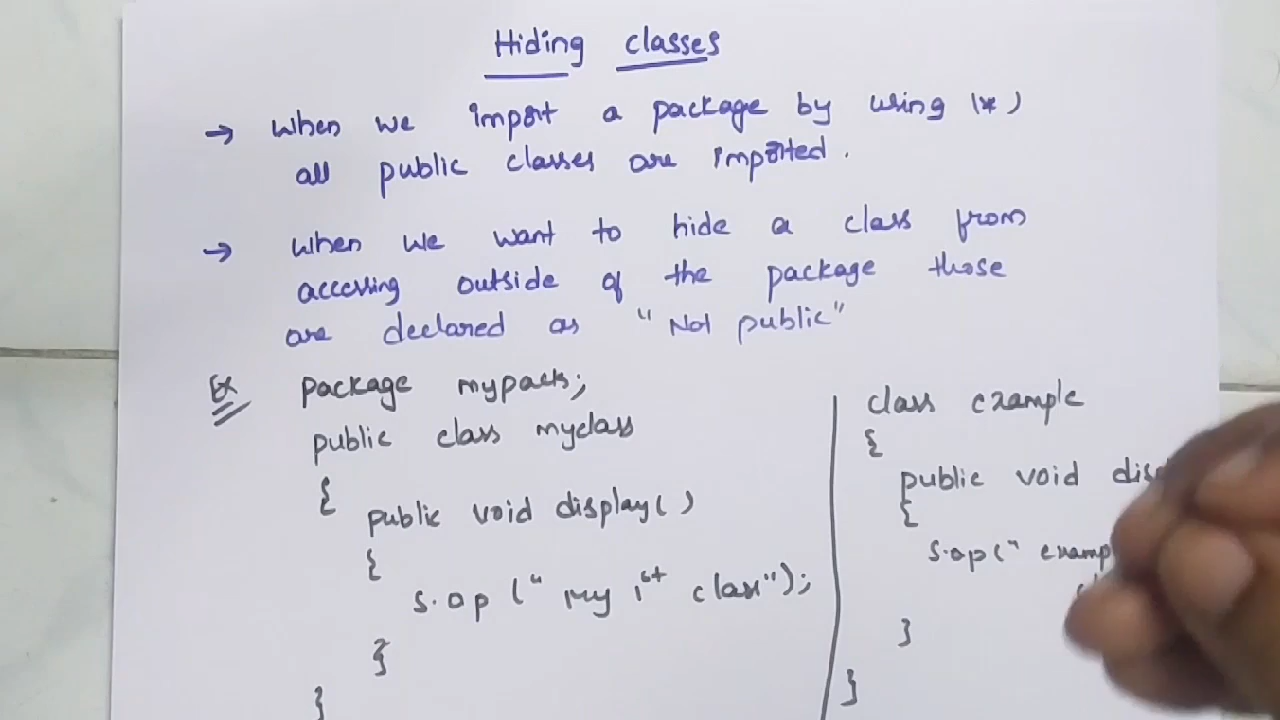 Hiding classes
→ When we import a package by using (*)
all public classes are imported.
→ When we want to hide a class from
accessing outside of the package those
are declared as "Not public"
Ex package mypack;
public class myclass
{
public void display()
{
s.op ("my 1st class");
}
}
class example
{
public void
{
s.op("
}
}